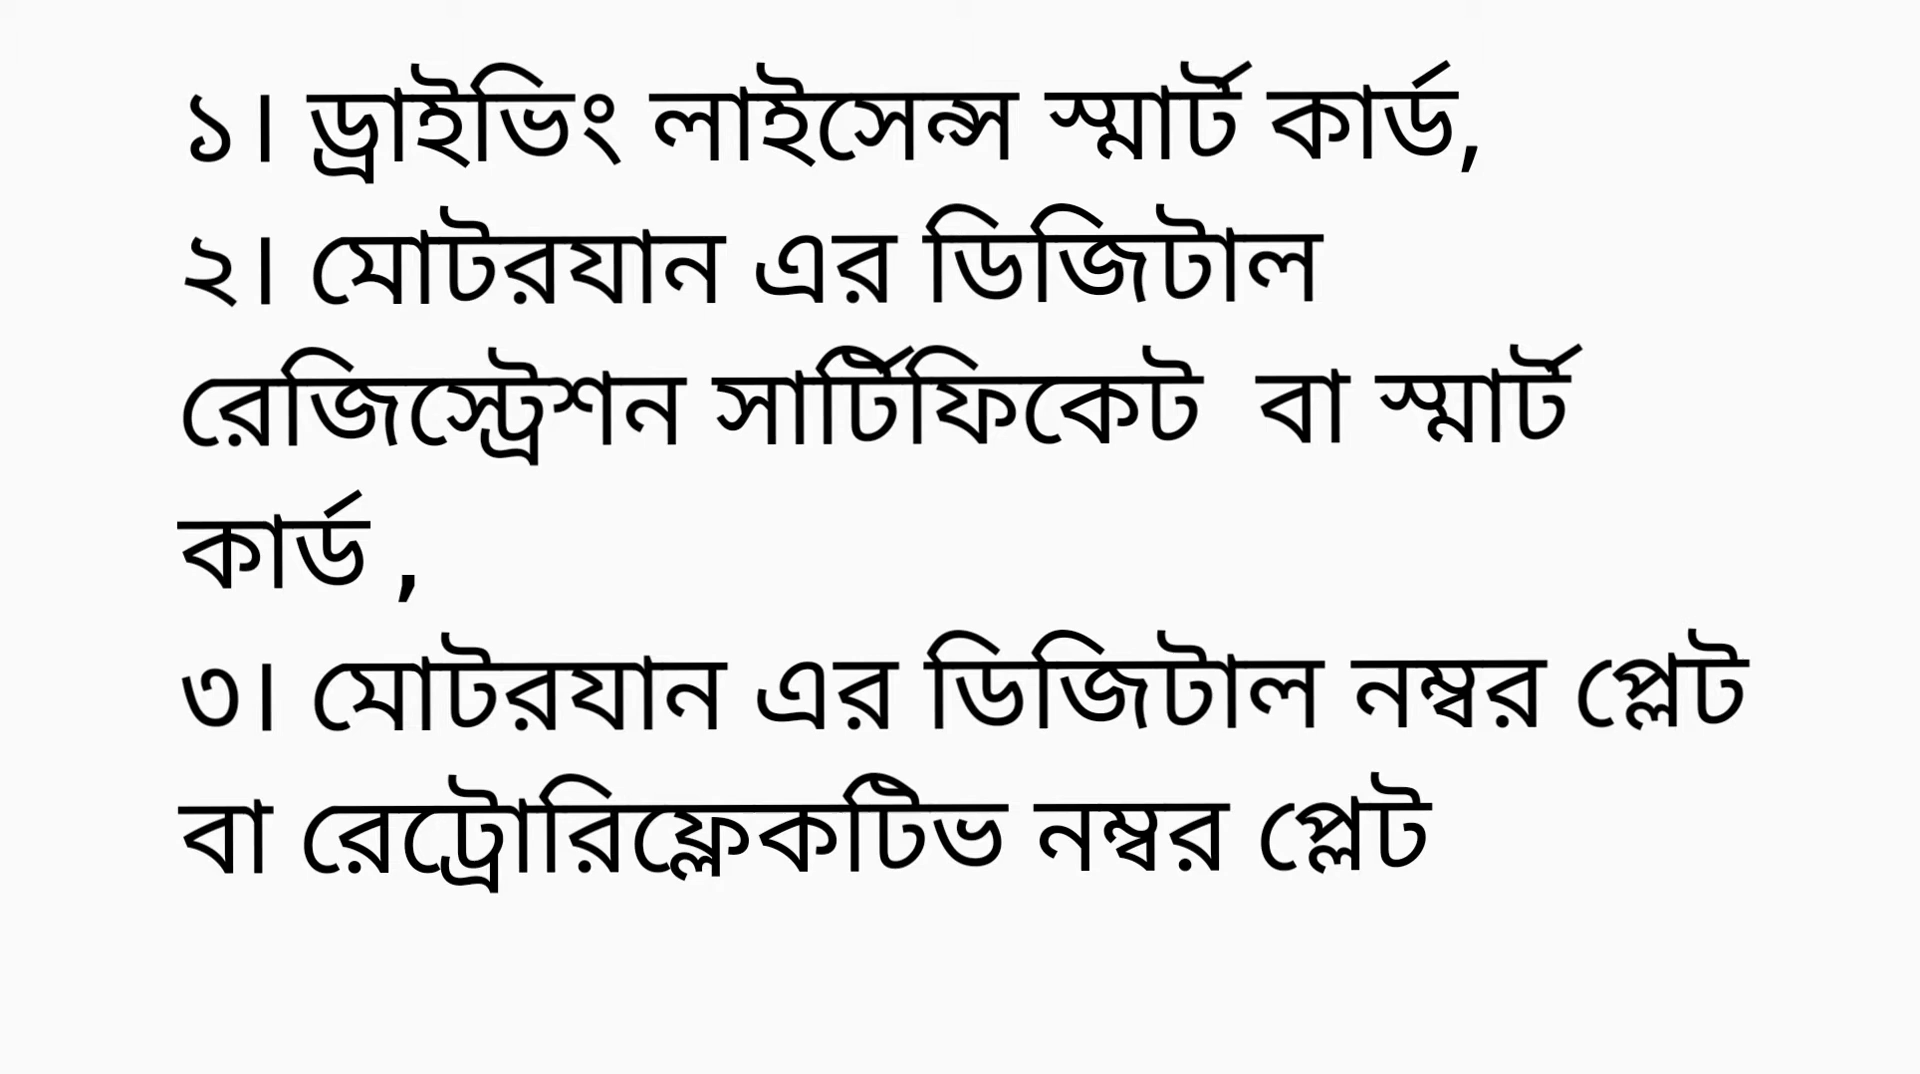 ১। ড্রাইভিং লাইসেন্স স্মার্ট কার্ড,
২। মোটরযান এর ডিজিটাল
রেজিস্ট্রেশন সার্টিফিকেট  বা স্মার্ট
কার্ড ,
৩। মোটরযান এর ডিজিটাল নম্বর প্লেট
বা রেট্রোরিফ্লেকটিভ নম্বর প্লেট